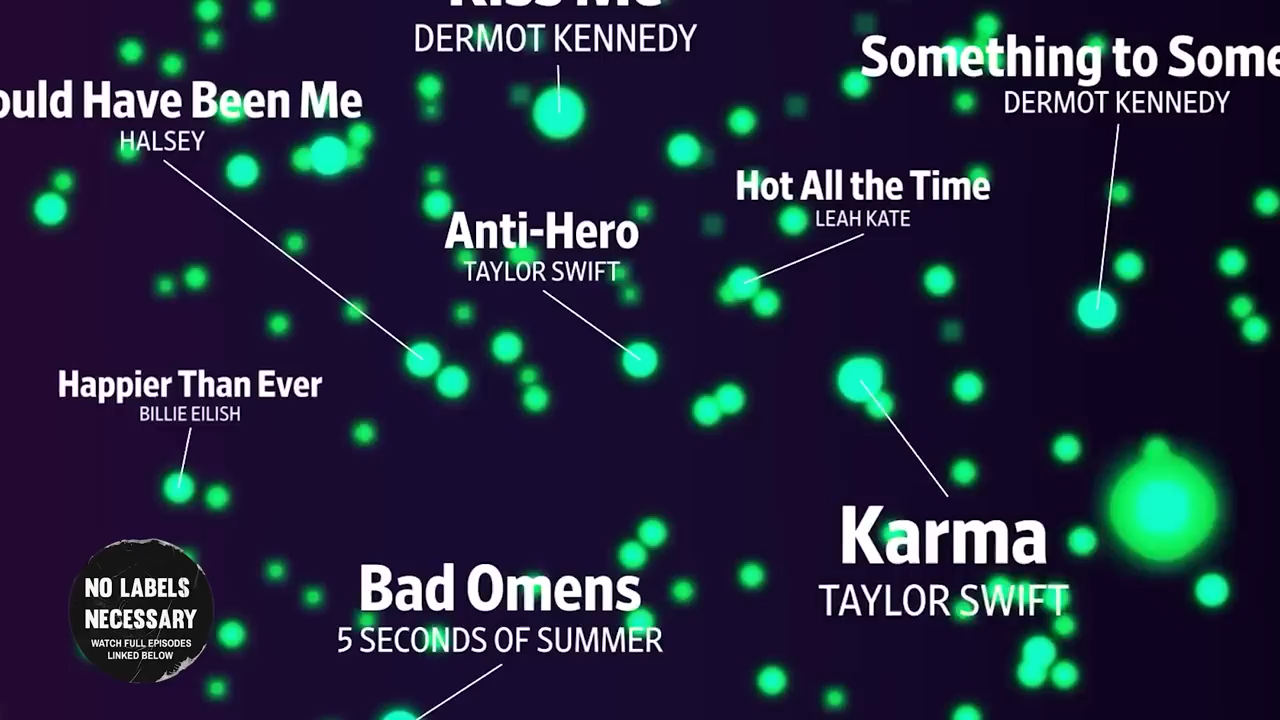 Kiss Me
DERMOT KENNEDY
Something to Some
DERMOT KENNEDY
ould Have Been Me
HALSEY
Hot All the Time
LEAH KATE
Anti-Hero
TAYLOR SWIFT
Happier Than Ever
BILLIE EILISH
Karma
TAYLOR SWIFT
Bad Omens
5 SECONDS OF SUMMER
NO LABELS
NECESSARY
WATCH FULL EPISODES
LINKED BELOW